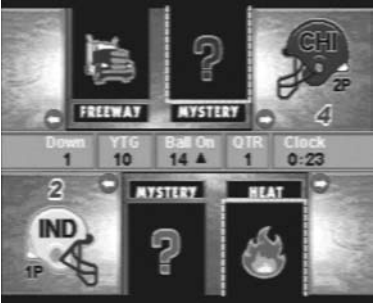 CHI
?
2P
FREEWAY MYSTERY 4
Down YTG Ball On QTR Clock
1 10 14 ▲ 1 0:23
2 MYSTERY HEAT
IND
?
1P